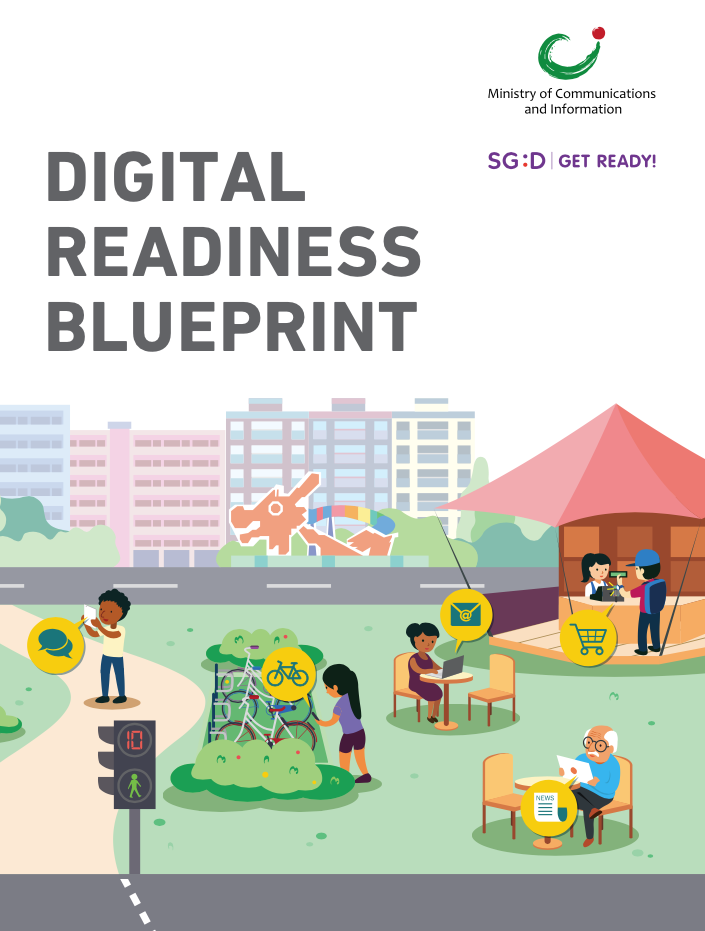 Ministry of Communications
and Information
SG:D | GET READY!
DIGITAL
READINESS
BLUEPRINT
@
10
NEWS